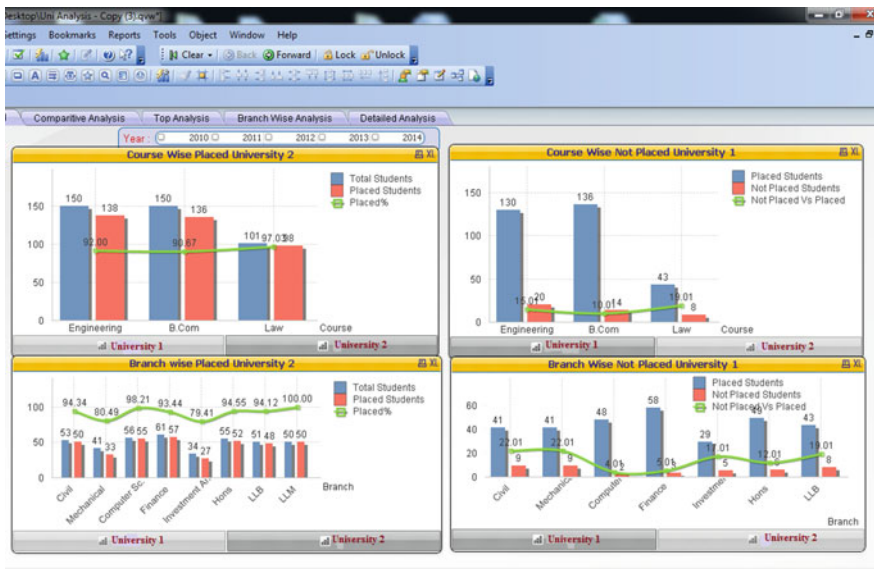 Desktop\Uni Analysis - Copy (3).qvw*]
Settings Bookmarks Reports Tools Object Window Help
Clear Back Forward Lock Unlock
Comparitive Analysis Top Analysis Branch Wise Analysis Detailed Analysis
Year : 2010 2011 2012 2013 2014
Course Wise Placed University 2
XL
Total Students
Placed Students
Placed%
150 138 150 136 101 97.03 98
92.00 90.67
150
100
50
0
Engineering B.Com Law Course
University 1 University 2
Course Wise Not Placed University 1
XL
Placed Students
Not Placed Students
Not Placed Vs Placed
130 136 43
15.01 20 10.01 14 19.01 8
150
100
50
0
Engineering B.Com Law Course
University 1 University 2
Branch wise Placed University 2
XL
Total Students
Placed Students
Placed%
94.34 80.49 98.21 93.44 79.41 94.55 94.12 100.00
53 50 41 33 56 55 61 57 34 27 55 52 51 48 50 50
100
50
0
Civil Mechanical Computer Sc. Finance Investment An. Hons LLB LLM Branch
University 1 University 2
Branch Wise Not Placed University 1
XL
Placed Students
Not Placed Students
Not Placed Vs Placed
41 41 48 58 29 43
22.01 22.01 4.01 5.01 17.01 12.01 19.01
9 9 5 8
60
40
20
0
Civil Finance Hons LLB
Branch
University 1 University 2